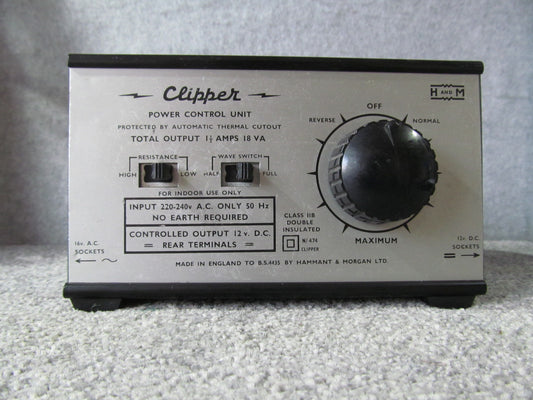 Clipper
H AND M
POWER CONTROL UNIT
PROTECTED BY AUTOMATIC THERMAL CUTOUT
TOTAL OUTPUT 1½ AMPS 18 VA
OFF
REVERSE NORMAL
RESISTANCE WAVE SWITCH
HIGH LOW HALF FULL
FOR INDOOR USE ONLY
INPUT 220-240v A.C. ONLY 50 Hz
NO EARTH REQUIRED
CONTROLLED OUTPUT 12 v. D.C.
= REAR TERMINALS =
CLASS IIB
DOUBLE
INSULATED
N/474
CLIPPER
MAXIMUM
16v. A.C.
SOCKETS
12v. D.C.
SOCKETS
MADE IN ENGLAND TO B.S.4435 BY HAMMANT & MORGAN LTD.